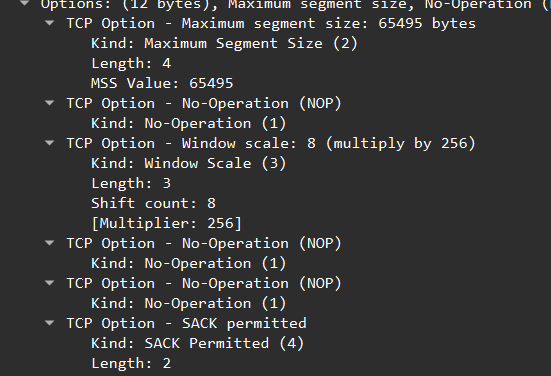 Options: (12 bytes), Maximum segment size, No-Operation (
TCP Option - Maximum segment size: 65495 bytes
Kind: Maximum Segment Size (2)
Length: 4
MSS Value: 65495
TCP Option - No-Operation (NOP)
Kind: No-Operation (1)
TCP Option - Window scale: 8 (multiply by 256)
Kind: Window Scale (3)
Length: 3
Shift count: 8
[Multiplier: 256]
TCP Option - No-Operation (NOP)
Kind: No-Operation (1)
TCP Option - No-Operation (NOP)
Kind: No-Operation (1)
TCP Option - SACK permitted
Kind: SACK Permitted (4)
Length: 2